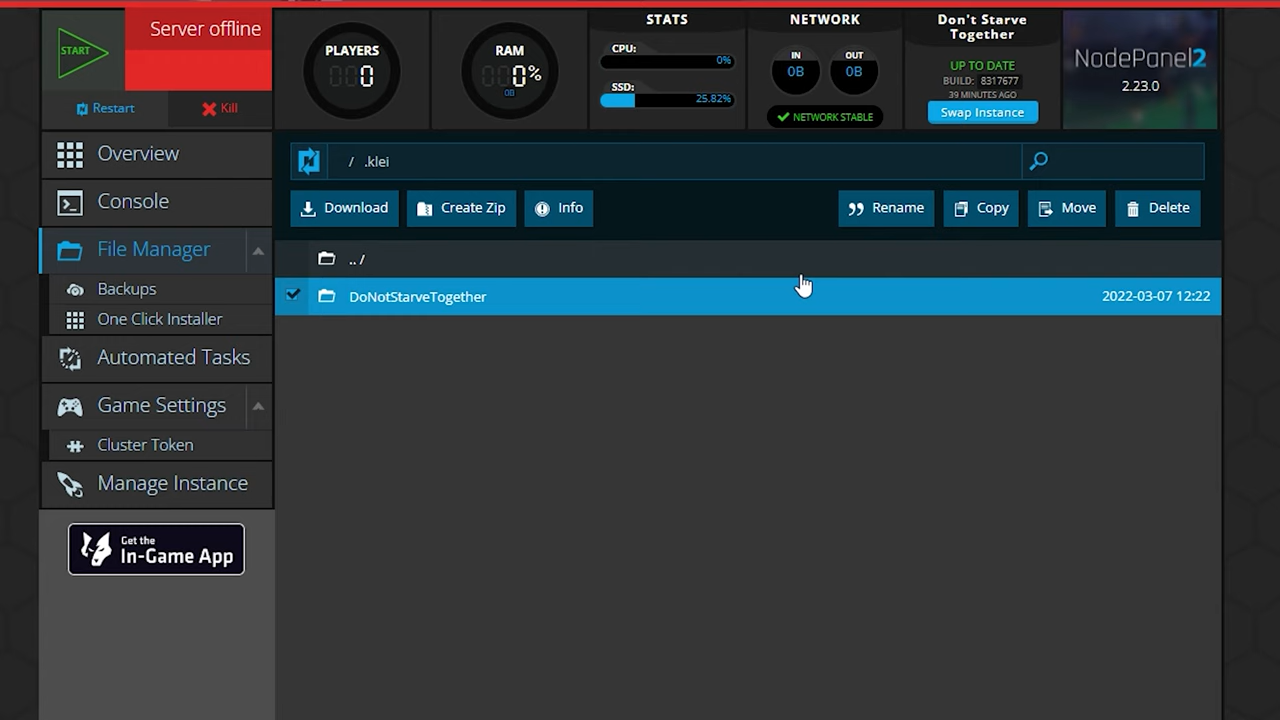 START
Server offline
Restart
Kill
PLAYERS
000
RAM
000%
0B
STATS
CPU:
0%
SSD:
25.82%
NETWORK
IN
OUT
0B
0B
NETWORK STABLE
Don't Starve
Together
UP TO DATE
BUILD: 8317677
39 MINUTES AGO
Swap Instance
NodePanel2
2.23.0
Overview
Console
File Manager
Backups
One Click Installer
Automated Tasks
Game Settings
Cluster Token
Manage Instance
Get the
In-Game App
/ .klei
Download
Create Zip
Info
Rename
Copy
Move
Delete
.. /
DoNotStarveTogether
2022-03-07 12:22